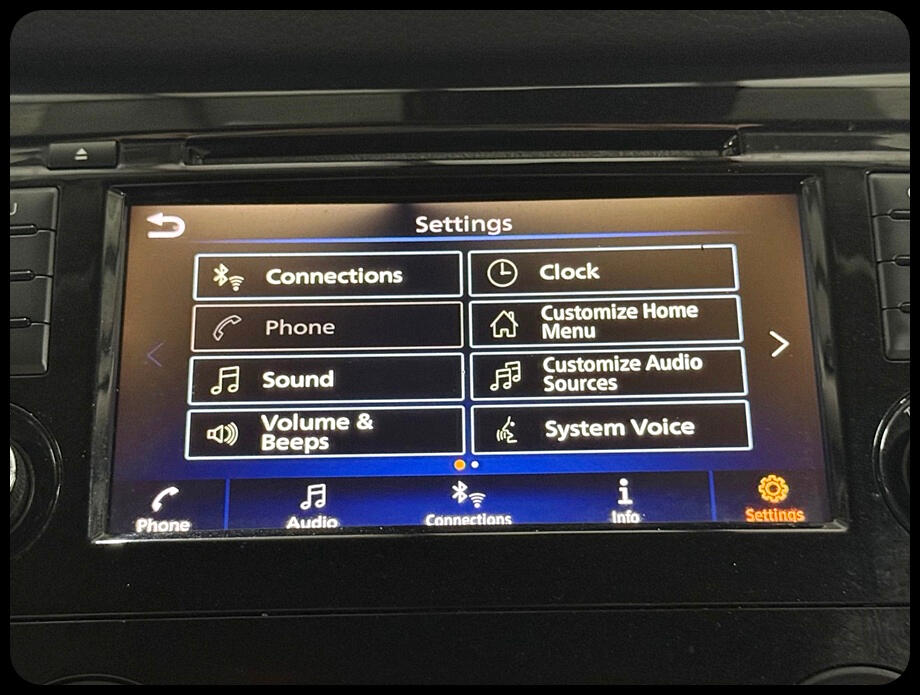 Settings
Connections
Clock
Phone
Customize Home
Menu
Sound
Customize Audio
Sources
Volume &
Beeps
System Voice
Phone
Audio
Connections
Info
Settings